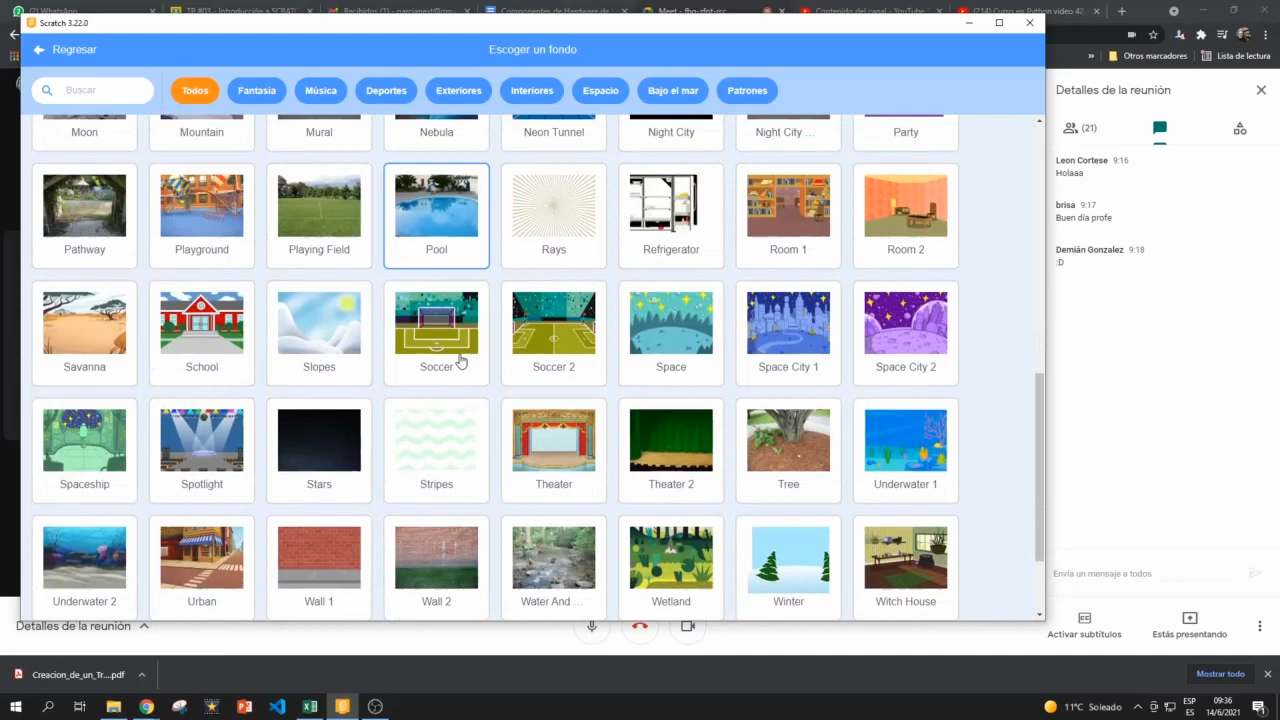 Scratch 3.22.0
Regresar
Escoger un fondo
Buscar
Todos
Fantasía
Música
Deportes
Exteriores
Interiores
Espacio
Bajo el mar
Patrones
Moon
Mountain
Mural
Nebula
Neon Tunnel
Night City
Night City ...
Party
Pathway
Playground
Playing Field
Pool
Rays
Refrigerator
Room 1
Room 2
Savanna
School
Slopes
Soccer
Soccer 2
Space
Space City 1
Space City 2
Spaceship
Spotlight
Stars
Stripes
Theater
Theater 2
Tree
Underwater 1
Underwater 2
Urban
Wall 1
Wall 2
Water And ...
Wetland
Winter
Witch House
» Otros marcadores
Lista de lectura
Detalles de la reunión
(21)
Leon Cortese 9:16
Holaaa
brisa 9:17
Buen día profe
Demián Gonzalez 9:18
:D
Envía un mensaje a todos
Detalles de la reunión
Activar subtítulos
Estás presentando
Creacion_de_un_Tr....pdf
Mostrar todo
11°C Soleado
ESP
ES
09:36
14/6/2021